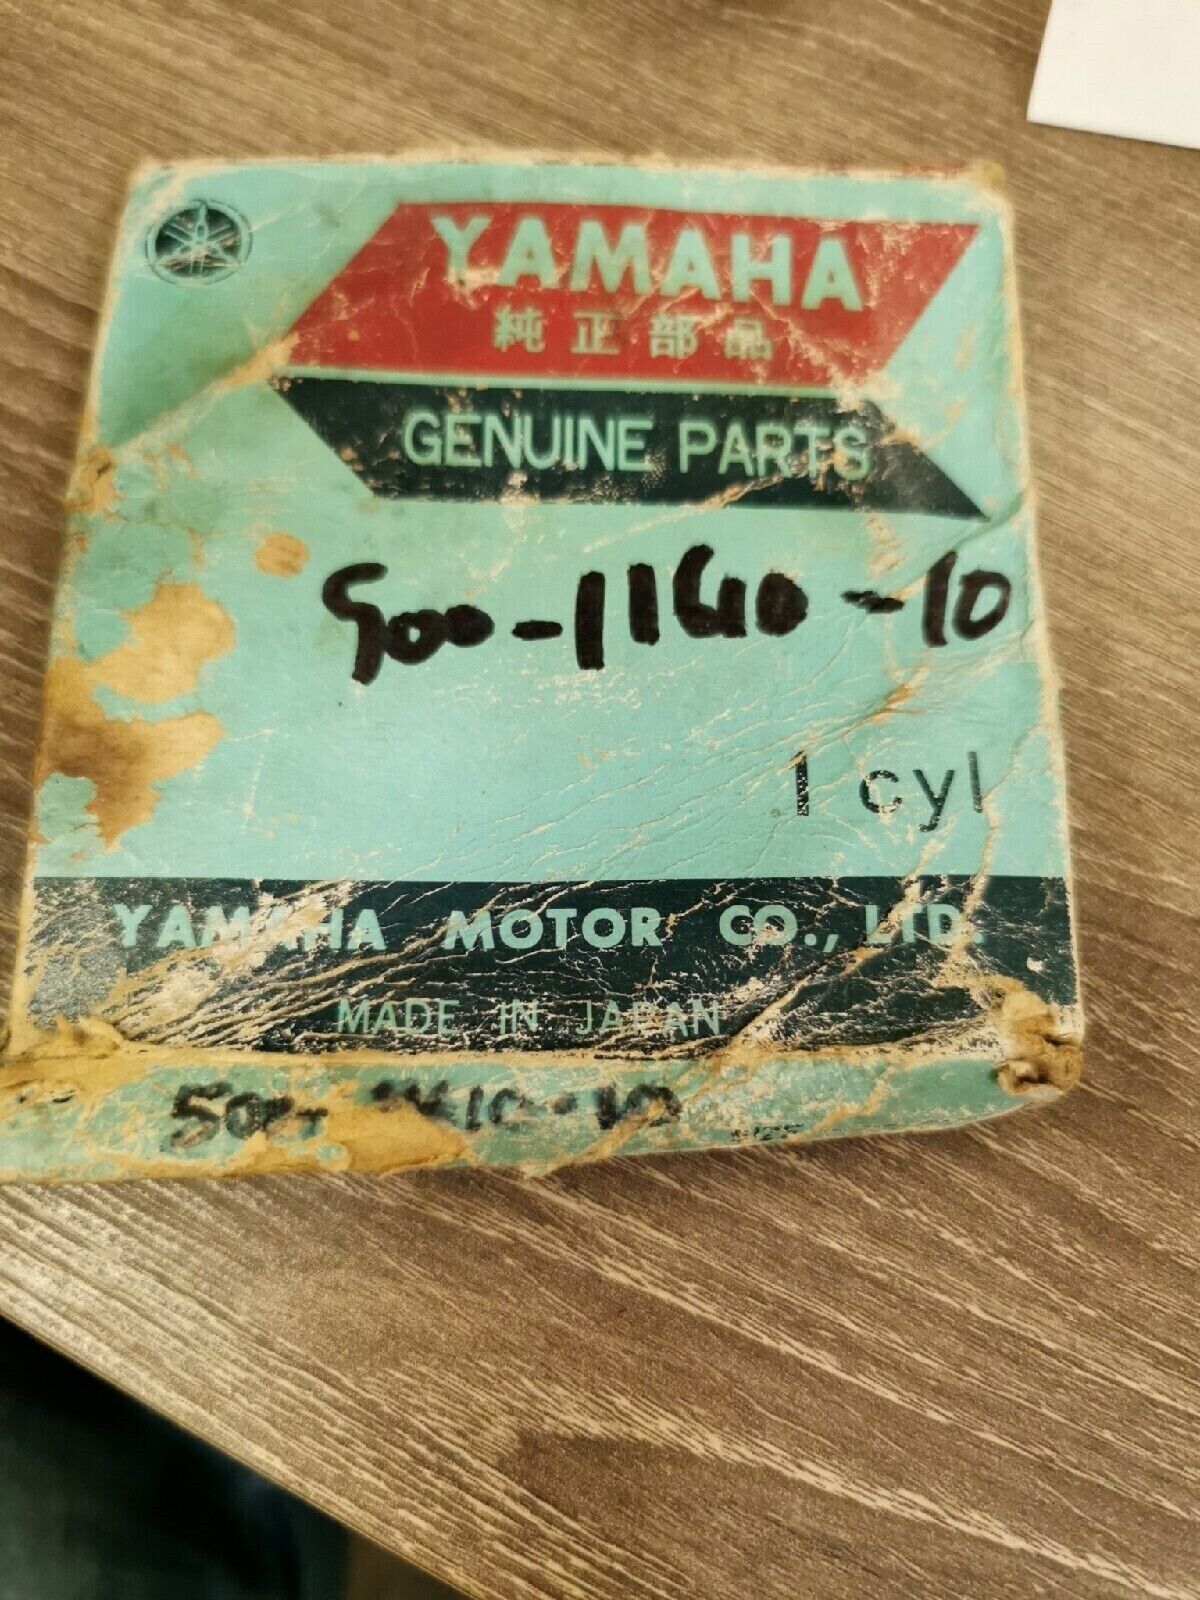 YAMAHA
純正部品
GENUINE PARTS
500-11610-10
1 cyl
YAMAHA MOTOR CO., LTD.
MADE IN JAPAN